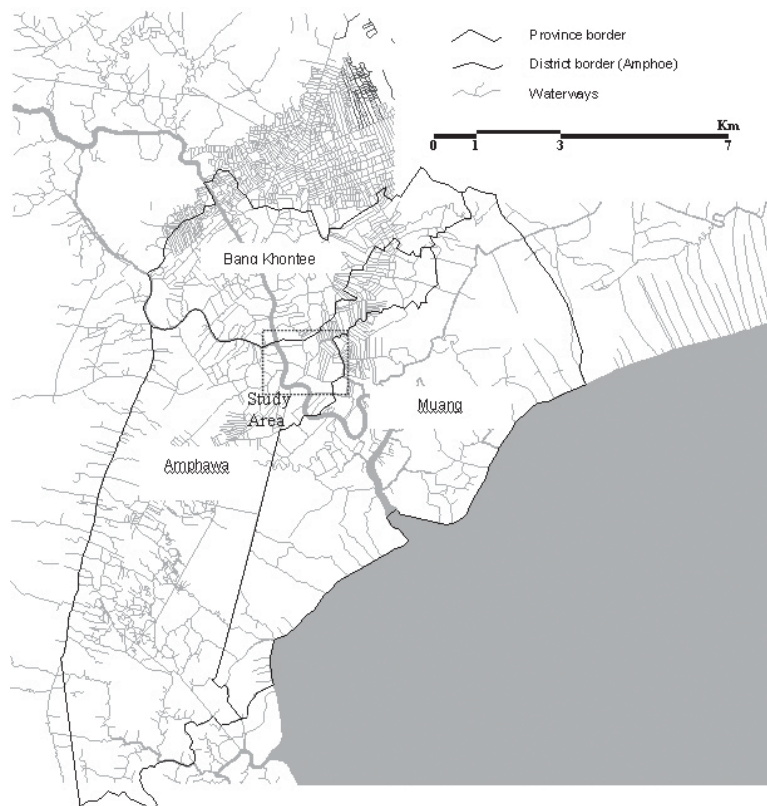 Province border
District border (Amphoe)
Waterways
Km
0 1 3 7
Bang Khontee
Study
Area
Muang
Amphawa